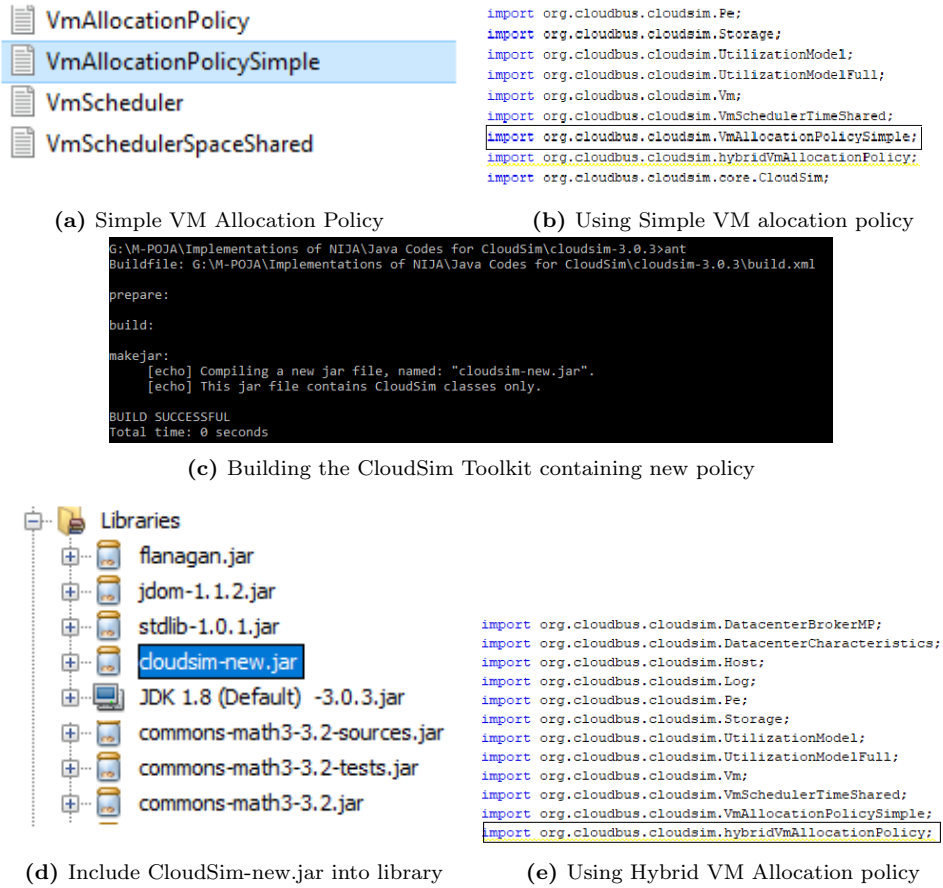 VmAllocationPolicy
VmAllocationPolicySimple
VmScheduler
VmSchedulerSpaceShared
(a) Simple VM Allocation Policy
import org.cloudbus.cloudsim.Pe;
import org.cloudbus.cloudsim.Storage;
import org.cloudbus.cloudsim.UtilizationModel;
import org.cloudbus.cloudsim.UtilizationModelFull;
import org.cloudbus.cloudsim.Vm;
import org.cloudbus.cloudsim.VmSchedulerTimeShared;
import org.cloudbus.cloudsim.VmAllocationPolicySimple;
import org.cloudbus.cloudsim.hybridVmAllocationPolicy;
import org.cloudbus.cloudsim.core.CloudSim;
(b) Using Simple VM alocation policy
G:\M-POJA\Implementations of NIJA\Java Codes for CloudSim\cloudsim-3.0.3>ant
Buildfile: G:\M-POJA\Implementations of NIJA\Java Codes for CloudSim\cloudsim-3.0.3\build.xml
prepare:
build:
makejar:
[echo] Compiling a new jar file, named: "cloudsim-new.jar".
[echo] This jar file contains CloudSim classes only.
BUILD SUCCESSFUL
Total time: 0 seconds
(c) Building the CloudSim Toolkit containing new policy
Libraries
flanagan.jar
jdom-1.1.2.jar
stdlib-1.0.1.jar
cloudsim-new.jar
JDK 1.8 (Default) -3.0.3.jar
commons-math3-3.2-sources.jar
commons-math3-3.2-tests.jar
commons-math3-3.2.jar
(d) Include CloudSim-new.jar into library
import org.cloudbus.cloudsim.DatacenterBrokerMP;
import org.cloudbus.cloudsim.DatacenterCharacteristics;
import org.cloudbus.cloudsim.Host;
import org.cloudbus.cloudsim.Log;
import org.cloudbus.cloudsim.Pe;
import org.cloudbus.cloudsim.Storage;
import org.cloudbus.cloudsim.UtilizationModel;
import org.cloudbus.cloudsim.UtilizationModelFull;
import org.cloudbus.cloudsim.Vm;
import org.cloudbus.cloudsim.VmSchedulerTimeShared;
import org.cloudbus.cloudsim.VmAllocationPolicySimple;
import org.cloudbus.cloudsim.hybridVmAllocationPolicy;
(e) Using Hybrid VM Allocation policy